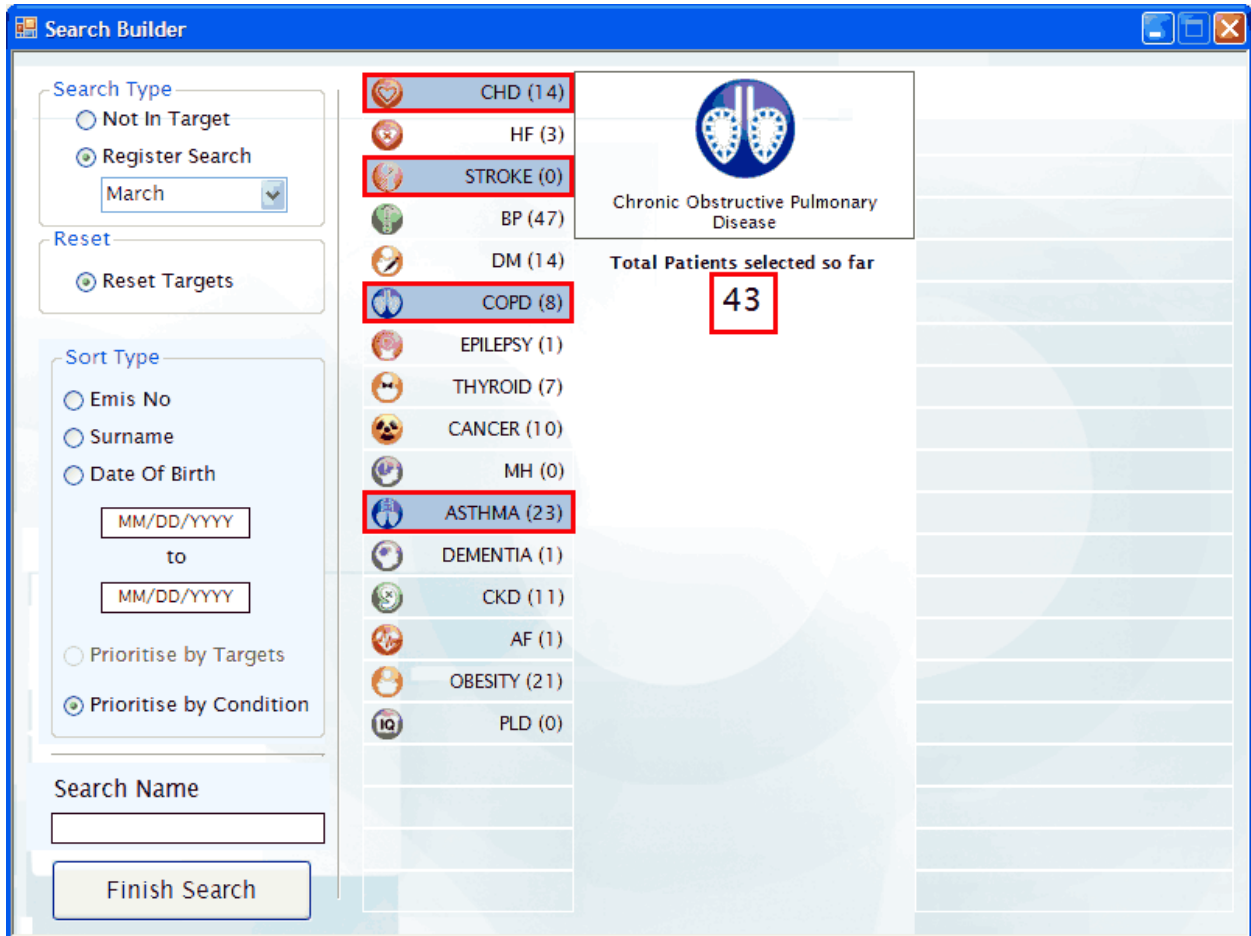 Search Builder
Search Type
Not In Target
Register Search
March
Reset
Reset Targets
Sort Type
Emis No
Surname
Date Of Birth
MM/DD/YYYY
to
MM/DD/YYYY
Prioritise by Targets
Prioritise by Condition
Search Name
Finish Search
CHD (14)
HF (3)
STROKE (0)
BP (47)
DM (14)
COPD (8)
EPILEPSY (1)
THYROID (7)
CANCER (10)
MH (0)
ASTHMA (23)
DEMENTIA (1)
CKD (11)
AF (1)
OBESITY (21)
IQ PLD (0)
Chronic Obstructive Pulmonary
Disease
Total Patients selected so far
43